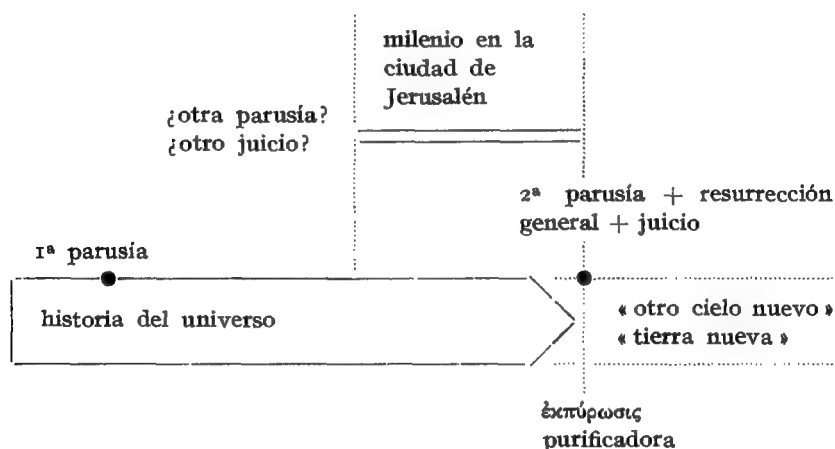 milenio en la
ciudad de
Jerusalén
¿otra parusía?
¿otro juicio?
2ª parusía + resurrección
general + juicio
1ª parusía
historia del universo
« otro cielo nuevo »
« tierra nueva »
ἐκπύρωσις
purificadora